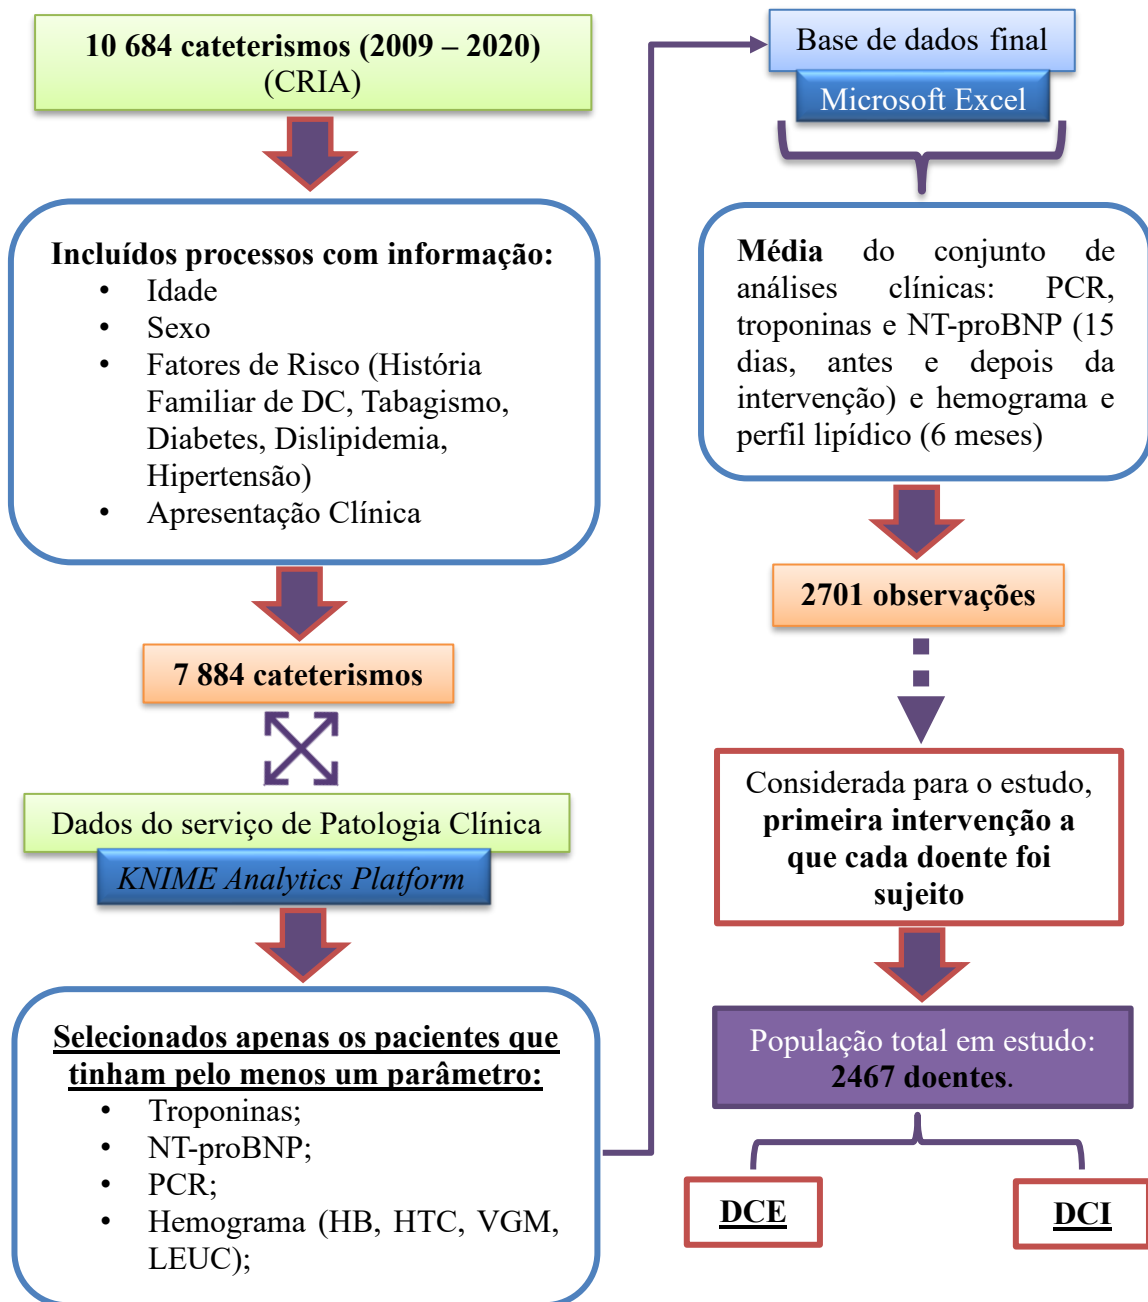 10 684 cateterismos (2009 – 2020)
(CRIA)
Incluídos processos com informação:
• Idade
• Sexo
• Fatores de Risco (História
Familiar de DC, Tabagismo,
Diabetes, Dislipidemia,
Hipertensão)
• Apresentação Clínica
7 884 cateterismos
Dados do serviço de Patologia Clínica
KNIME Analytics Platform
Selecionados apenas os pacientes que
tinham pelo menos um parâmetro:
• Troponinas;
• NT-proBNP;
• PCR;
• Hemograma (HB, HTC, VGM,
LEUC);
Base de dados final
Microsoft Excel
Média do conjunto de
análises clínicas: PCR,
troponinas e NT-proBNP (15
dias, antes e depois da
intervenção) e hemograma e
perfil lipídico (6 meses)
2701 observações
Considerada para o estudo,
primeira intervenção a
que cada doente foi
sujeito
População total em estudo:
2467 doentes.
DCE
DCI